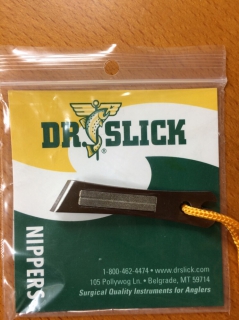 DR. SLICK
®
NIPPERS
1-800-462-4474 • www.drslick.com
105 Pollywog Ln. • Belgrade, MT 59714
Surgical Quality Instruments for Anglers